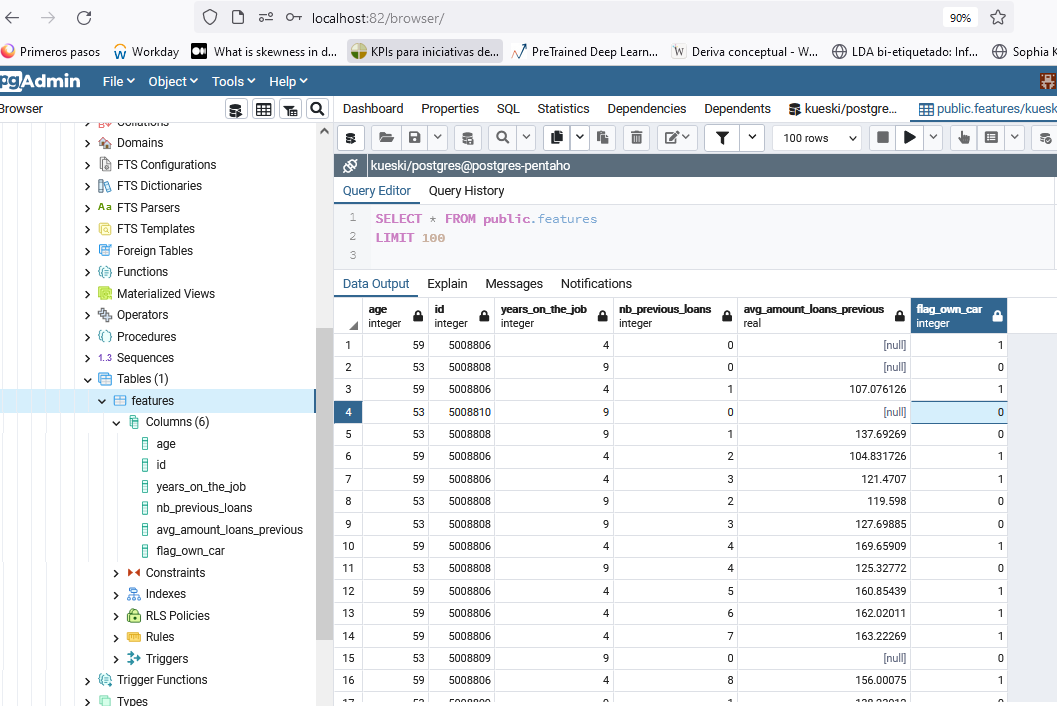 localhost:82/browser/
90%
Primeros pasos
Workday
What is skewness in d...
KPIs para iniciativas de...
PreTrained Deep Learn...
Deriva conceptual - W...
LDA bi-etiquetado: Inf...
Sophia K
pgAdmin
File
Object
Tools
Help
Browser
Dashboard
Properties
SQL
Statistics
Dependencies
Dependents
kueski/postgre...
public.features/kuesk
Collations
Domains
FTS Configurations
FTS Dictionaries
Aa FTS Parsers
FTS Templates
Foreign Tables
Functions
Materialized Views
Operators
Procedures
1..3 Sequences
Tables (1)
features
Columns (6)
age
id
years_on_the_job
nb_previous_loans
avg_amount_loans_previous
flag_own_car
Constraints
Indexes
RLS Policies
Rules
Triggers
Trigger Functions
Types
100 rows
kueski/postgres@postgres-pentaho
Query Editor
Query History
1 SELECT * FROM public.features
2 LIMIT 100
3
Data Output
Explain
Messages
Notifications
age id years_on_the_job nb_previous_loans avg_amount_loans_previous flag_own_car
integer integer integer integer real integer
1 59 5008806 4 0 [null] 1
2 53 5008808 9 0 [null] 0
3 59 5008806 4 1 107.076126 1
4 53 5008810 9 0 [null] 0
5 53 5008808 9 1 137.69269 0
6 59 5008806 4 2 104.831726 1
7 59 5008806 4 3 121.4707 1
8 53 5008808 9 2 119.598 0
9 53 5008808 9 3 127.69885 0
10 59 5008806 4 4 169.65909 1
11 53 5008808 9 4 125.32772 0
12 59 5008806 4 5 160.85439 1
13 59 5008806 4 6 162.02011 1
14 59 5008806 4 7 163.22269 1
15 53 5008809 9 0 [null] 0
16 59 5008806 4 8 156.00075 1